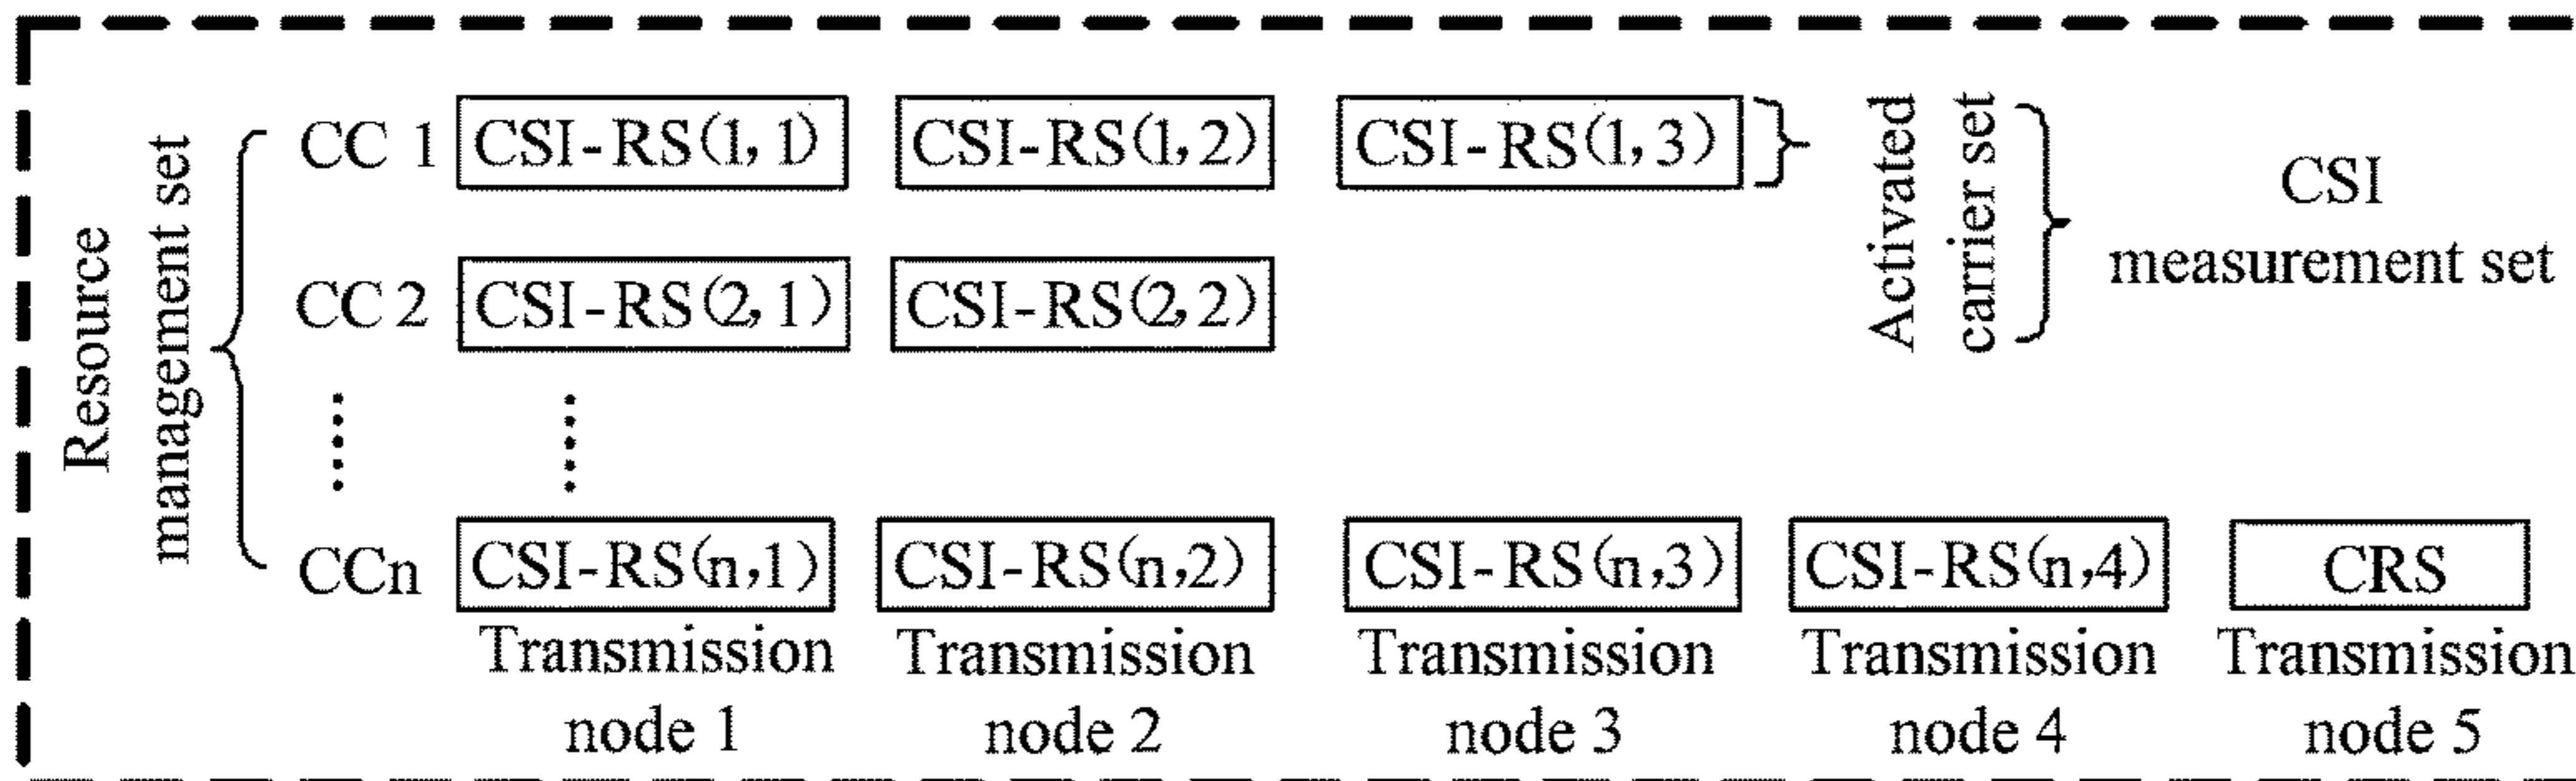 Resource
management set
CC 1 CSI-RS(1, 1) CSI-RS(1,2) CSI-RS(1,3)
Activated
carrier set
CSI
measurement set
CC 2 CSI-RS(2,1) CSI-RS(2,2)
CCn CSI-RS(n,1) CSI-RS(n,2) CSI-RS(n,3) CSI-RS(n,4) CRS
Transmission Transmission Transmission Transmission Transmission
node 1 node 2 node 3 node 4 node 5